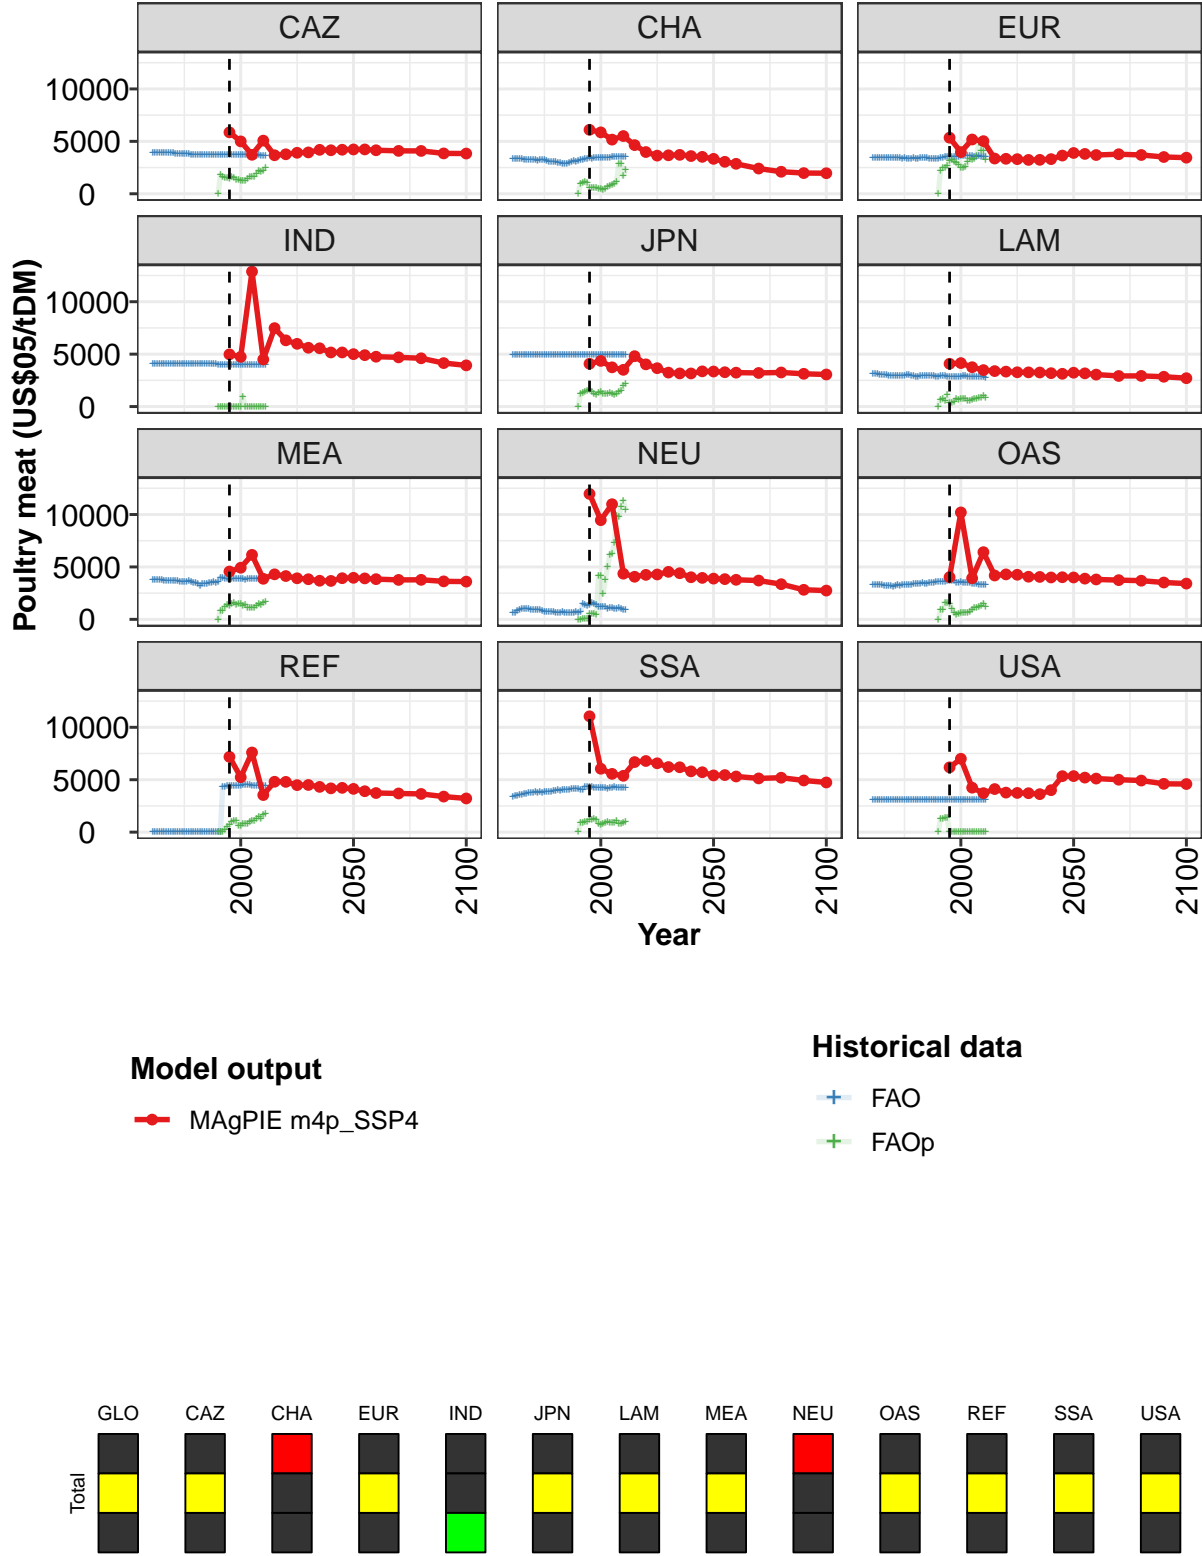 CAZ CHA EUR
10000
5000
0
IND JPN LAM
10000
5000
0
MEA NEU OAS
10000
5000
0
REF SSA USA
10000
5000
0
Poultry meat (US$05/tDM)
2000 2050 2100 2000 2050 2100 2000 2050 2100
Year
Model output
MAgPIE m4p_SSP4
Historical data
FAO
FAOp
GLO CAZ CHA EUR IND JPN LAM MEA NEU OAS REF SSA USA
Total